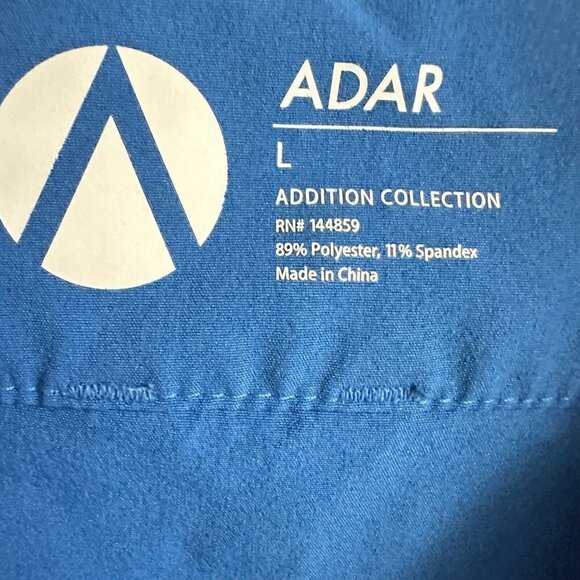 ADAR
L
ADDITION COLLECTION
RN# 144859
89% Polyester, 11% Spandex
Made in China